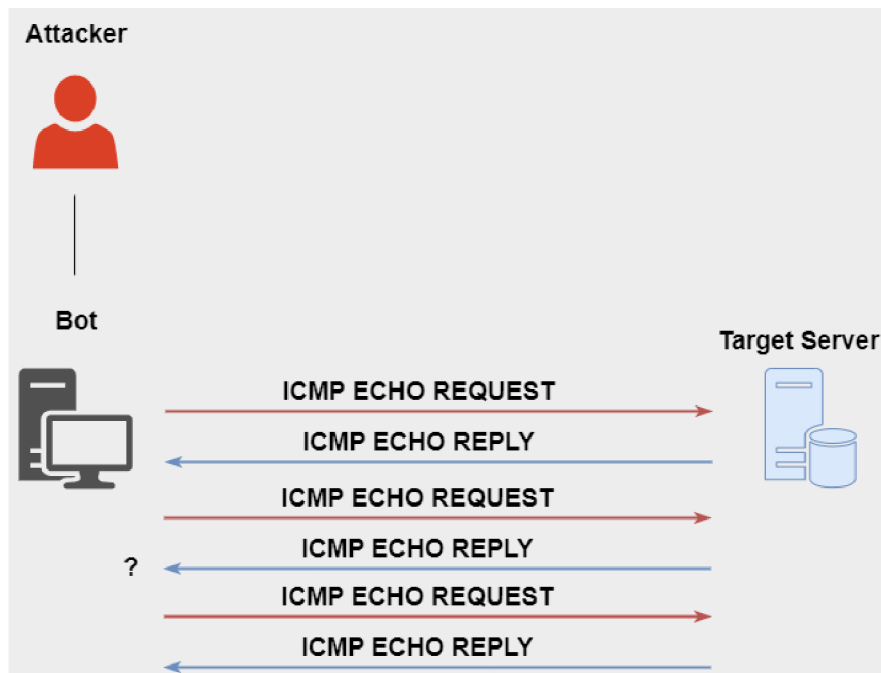 Attacker
Bot
Target Server
ICMP ECHO REQUEST
ICMP ECHO REPLY
ICMP ECHO REQUEST
ICMP ECHO REPLY
?
ICMP ECHO REQUEST
ICMP ECHO REPLY